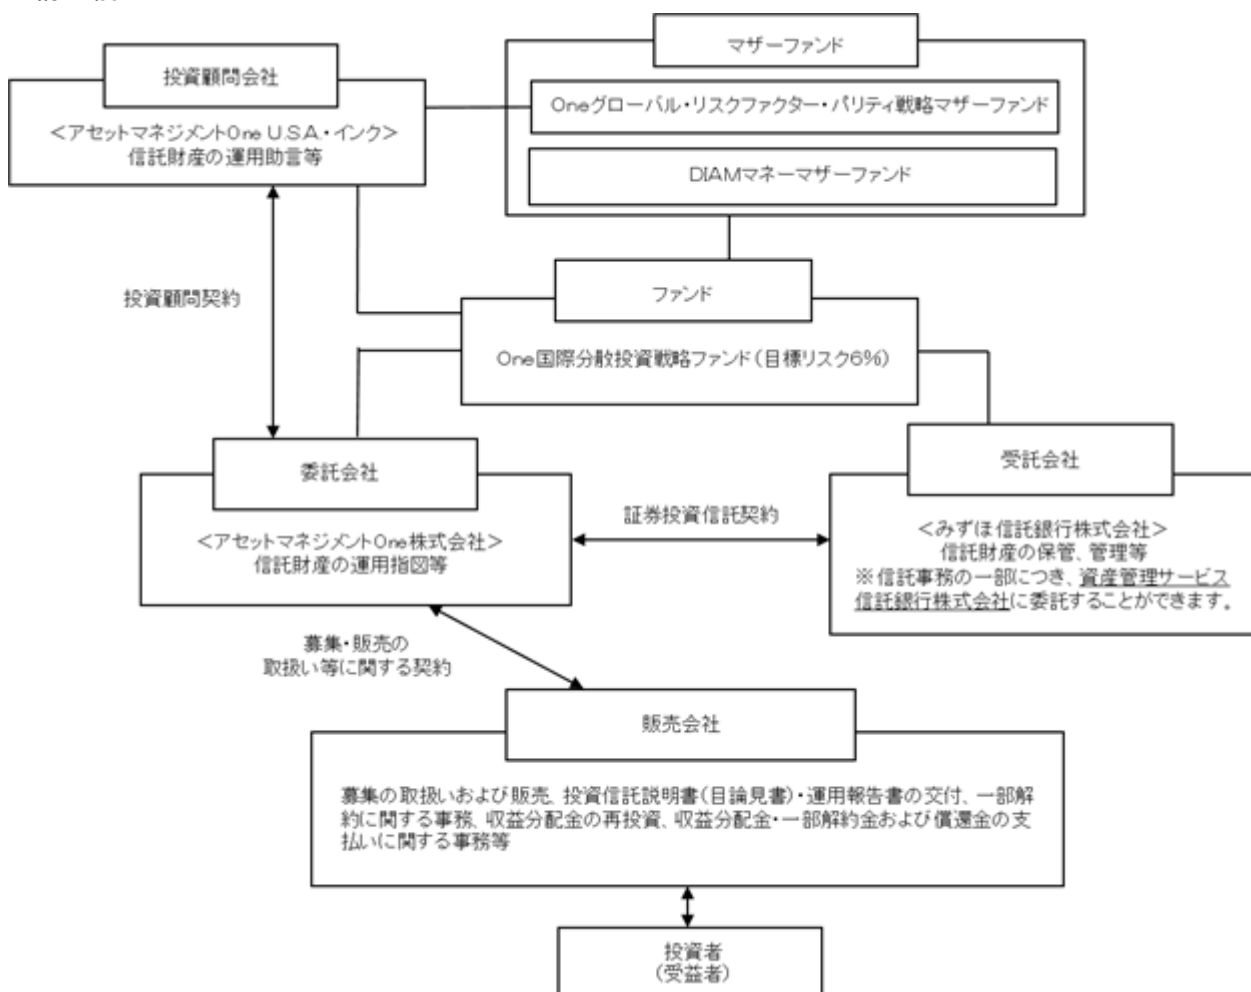 マザーファンド
投資顧問会社
Oneグローバル・リスクファクター・パリティ戦略マザーファンド
<アセットマネジメントOne U.S.A.・インク>
信託財産の運用助言等
DIAMマネーマザーファンド
投資顧問契約
ファンド
One国際分散投資戦略ファンド(目標リスク6%)
委託会社
受託会社
<アセットマネジメントOne株式会社>
信託財産の運用指図等
証券投資信託契約
<みずほ信託銀行株式会社>
信託財産の保管、管理等
※信託事務の一部につき、資産管理サービス
信託銀行株式会社に委託することができます。
募集・販売の
取扱い等に関する契約
販売会社
募集の取扱いおよび販売、投資信託説明書(目論見書)・運用報告書の交付、一部解
約に関する事務、収益分配金の再投資、収益分配金・一部解約金および償還金の支
払いに関する事務等
投資者
(受益者)